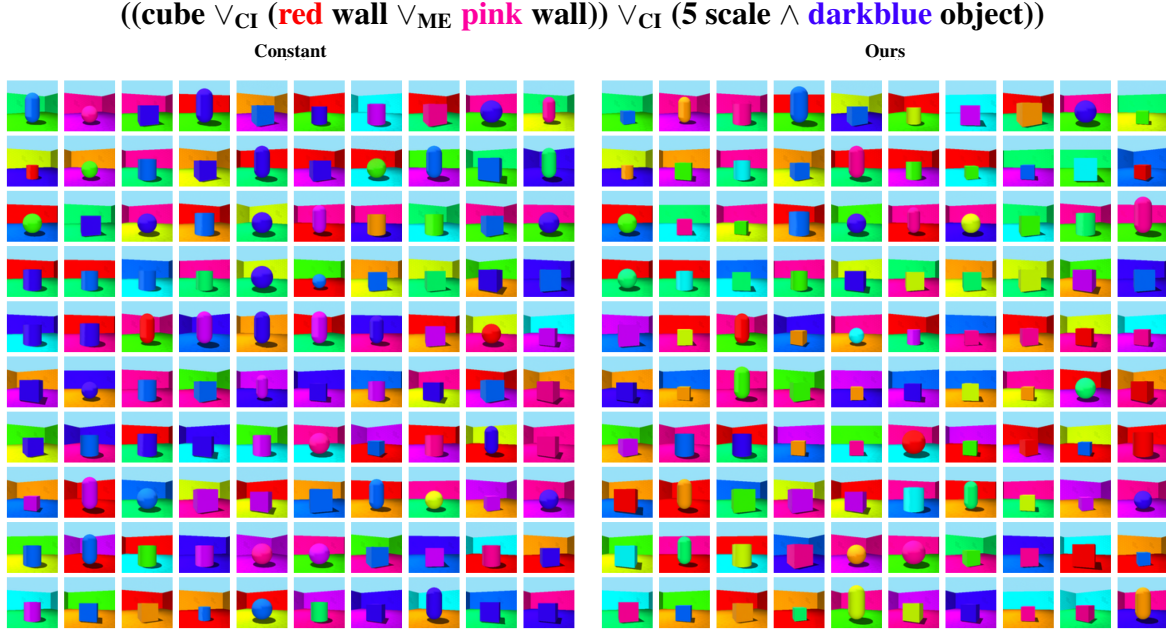 ((cube ∨CI (red wall ∨ME pink wall)) ∨CI (5 scale ∧ darkblue object))
Constant
Ours